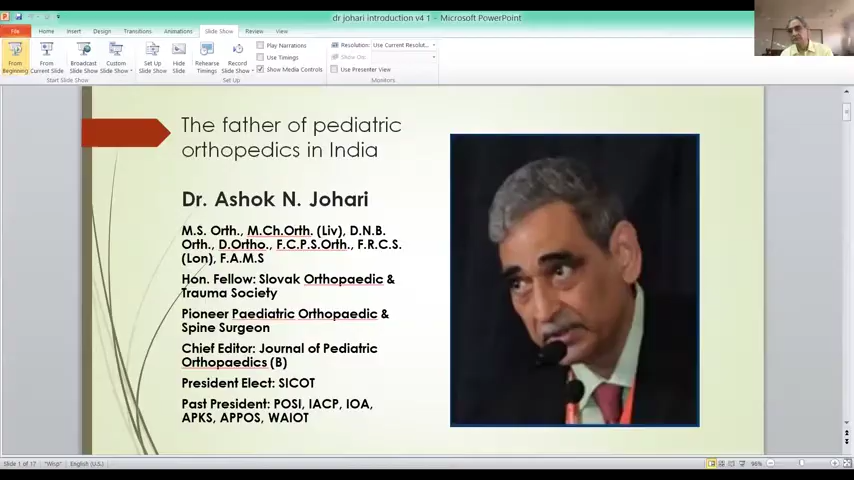 dr johari introduction v4 1 - Microsoft PowerPoint
File Home Insert Design Transitions Animations Slide Show Review View
From Beginning
From Current Slide
Broadcast Slide Show
Custom Slide Show
Set Up Slide Show
Hide Slide
Rehearse Timings
Record Slide Show
Play Narrations
Use Timings
Show Media Controls
Resolution: Use Current Resolut...
Show On:
Use Presenter View
Start Slide Show
Set Up
Monitors
The father of pediatric
orthopedics in India
Dr. Ashok N. Johari
M.S. Orth., M.Ch.Orth. (Liv), D.N.B.
Orth., D.Ortho., F.C.P.S.Orth., F.R.C.S.
(Lon), F.A.M.S
Hon. Fellow: Slovak Orthopaedic &
Trauma Society
Pioneer Paediatric Orthopaedic &
Spine Surgeon
Chief Editor: Journal of Pediatric
Orthopaedics (B)
President Elect: SICOT
Past President: POSI, IACP, IOA,
APKS, APPOS, WAIOT
Slide 1 of 17 "Wisp" English (U.S.) 96%